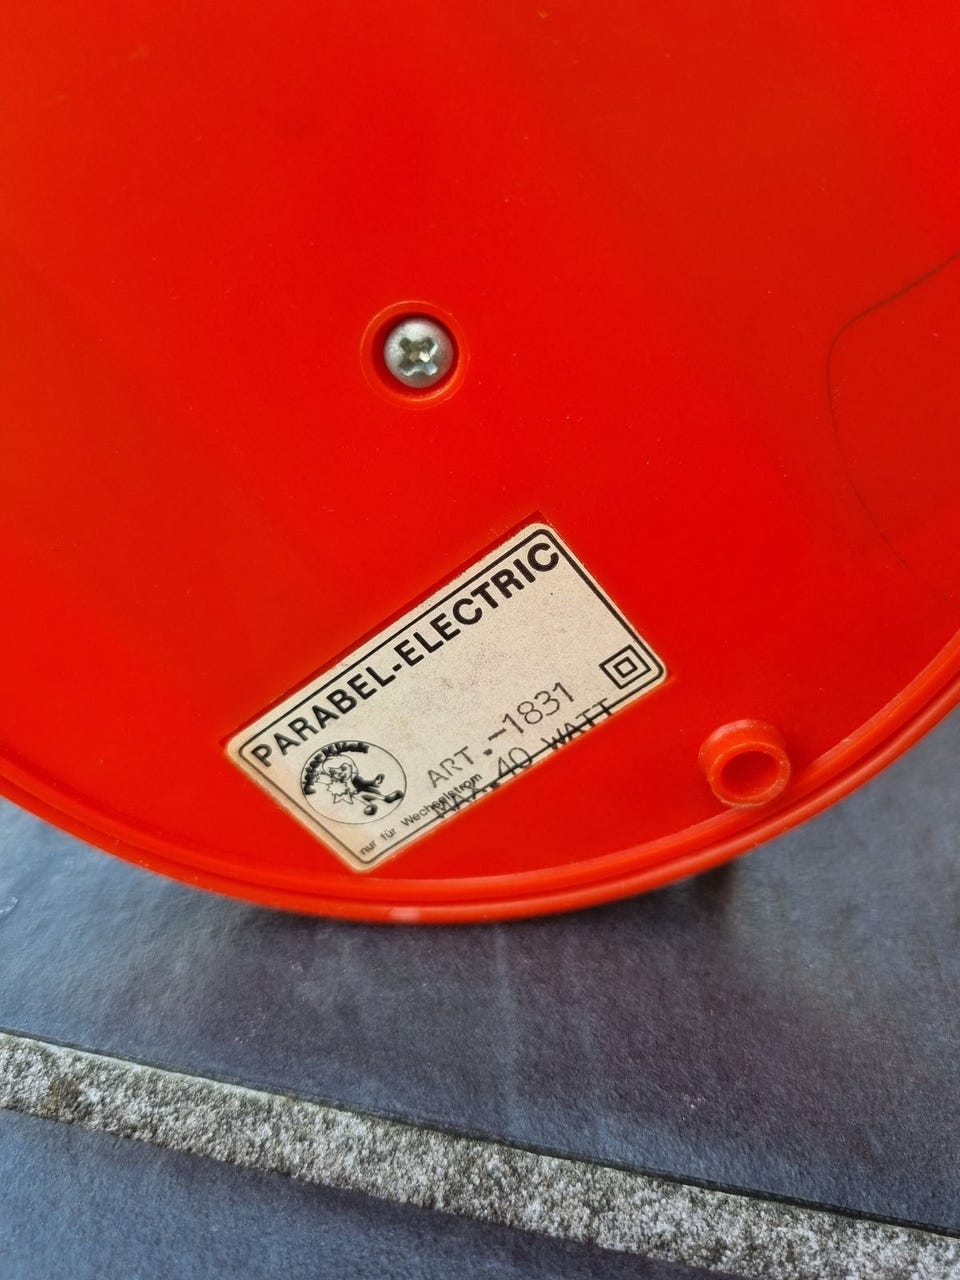 PARABEL-ELECTRIC
ART.-1831
MAX. 40 WATT
nur für Wechselstrom